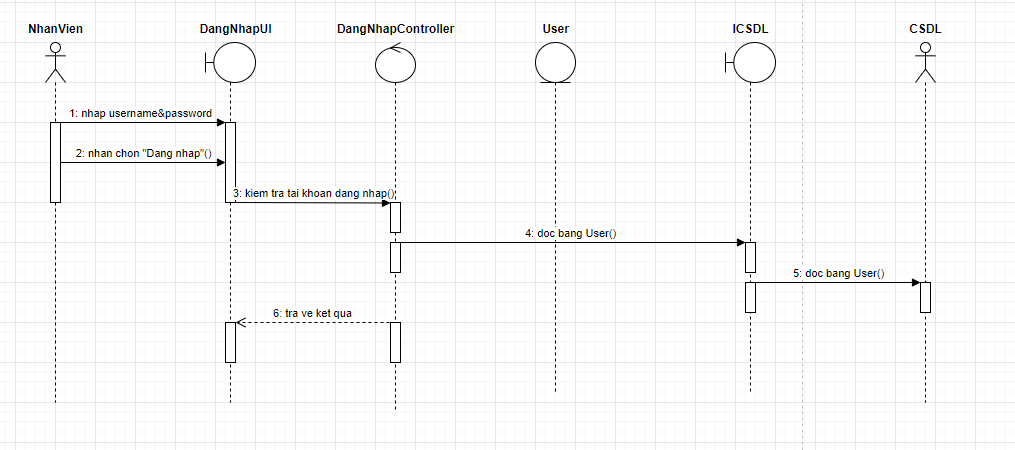 NhanVien
DangNhapUI
DangNhapController
User
ICSDL
CSDL
1: nhap username&password
2: nhan chon "Dang nhap"()
3: kiem tra tai khoan dang nhap()
4: doc bang User()
5: doc bang User()
6: tra ve ket qua